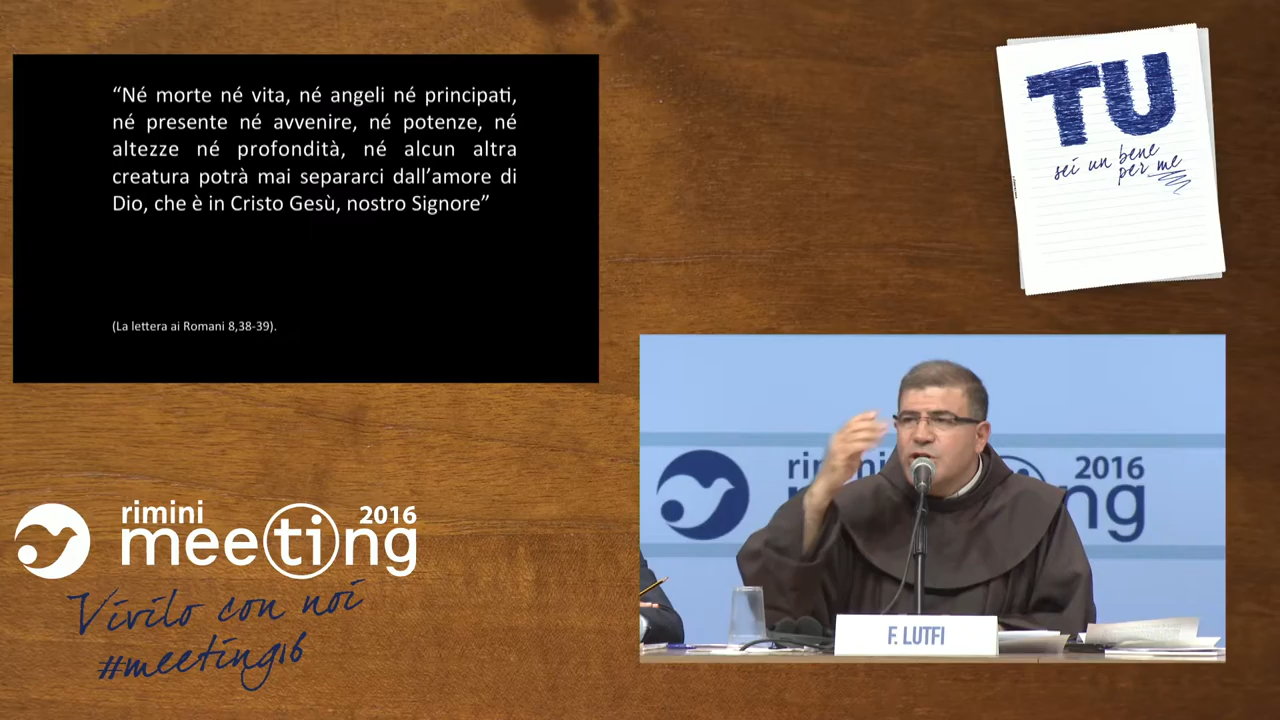 “Né morte né vita, né angeli né principati,
né presente né avvenire, né potenze, né
altezze né profondità, né alcun altra
creatura potrà mai separarci dall’amore di
Dio, che è in Cristo Gesù, nostro Signore”
(La lettera ai Romani 8,38-39).
TU
sei un bene
per me
rimini
meeting
2016
Vivilo con noi
#meeting16
2016
ng
F. LUTFI